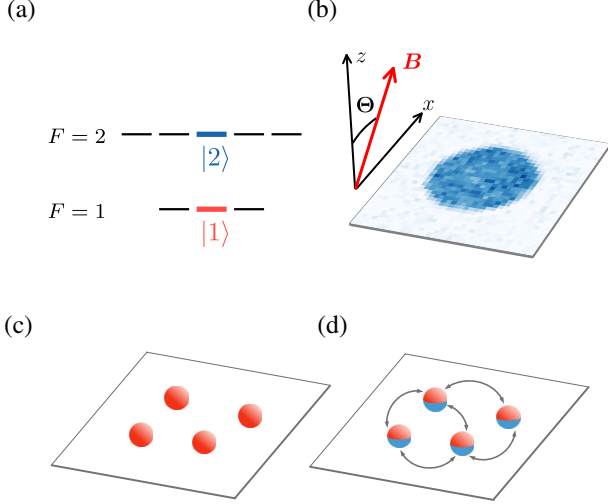 (a)
F = 2
|2⟩
F = 1
|1⟩
(b)
z
B
Θ
x
(c)
(d)